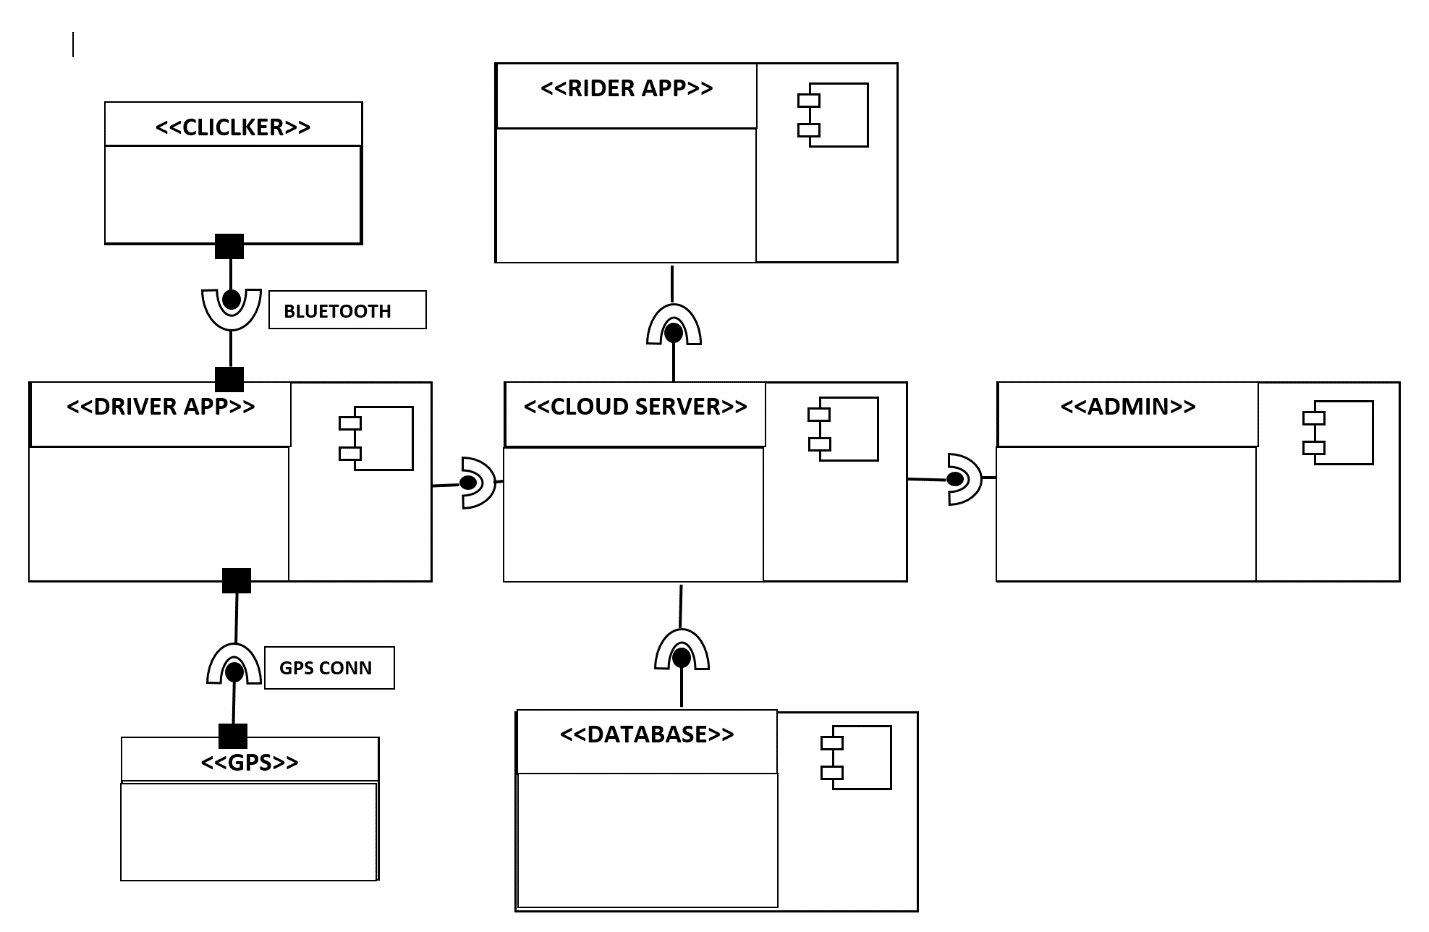 <<RIDER APP>>
<<CLICLKER>>
BLUETOOTH
<<DRIVER APP>>
<<CLOUD SERVER>>
<<ADMIN>>
GPS CONN
<<DATABASE>>
<<GPS>>